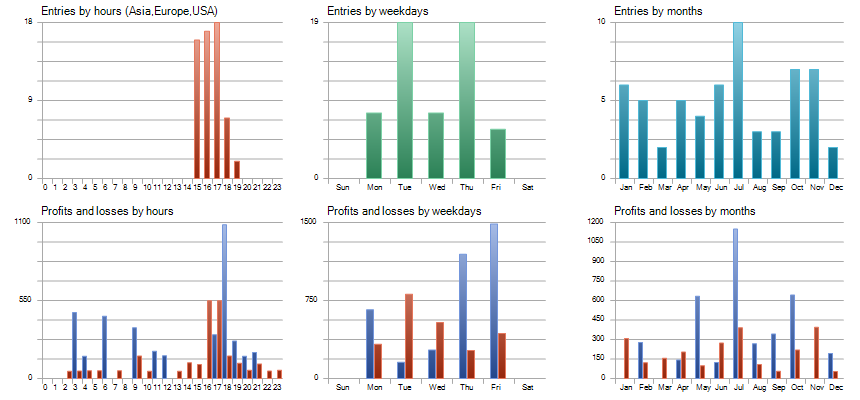 Entries by hours (Asia,Europe,USA)
18
9
0
0 1 2 3 4 5 6 7 8 9 10 11 12 13 14 15 16 17 18 19 20 21 22 23
Entries by weekdays
19
0
Sun Mon Tue Wed Thu Fri Sat
Entries by months
10
5
0
Jan Feb Mar Apr May Jun Jul Aug Sep Oct Nov Dec
Profits and losses by hours
1100
550
0
0 1 2 3 4 5 6 7 8 9 10 11 12 13 14 15 16 17 18 19 20 21 22 23
Profits and losses by weekdays
1500
750
0
Sun Mon Tue Wed Thu Fri Sat
Profits and losses by months
1200
1050
900
750
600
450
300
150
0
Jan Feb Mar Apr May Jun Jul Aug Sep Oct Nov Dec